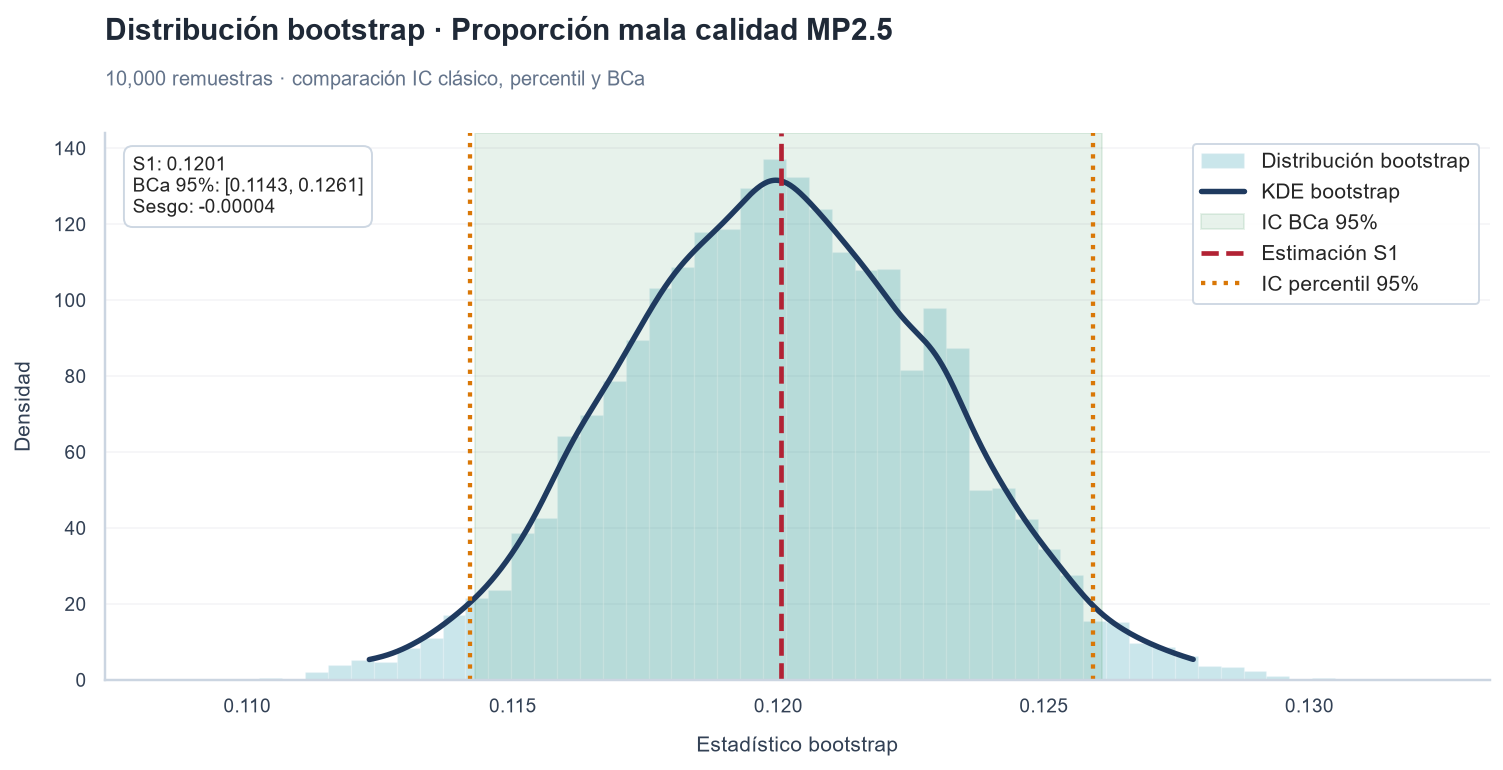 Distribución bootstrap · Proporción mala calidad MP2.5
10,000 remuestras · comparación IC clásico, percentil y BCa
S1: 0.1201
BCa 95%: [0.1143, 0.1261]
Sesgo: -0.00004
Distribución bootstrap
KDE bootstrap
IC BCa 95%
Estimación S1
IC percentil 95%
Densidad
140
120
100
80
60
40
20
0
0.110
0.115
0.120
0.125
0.130
Estadístico bootstrap